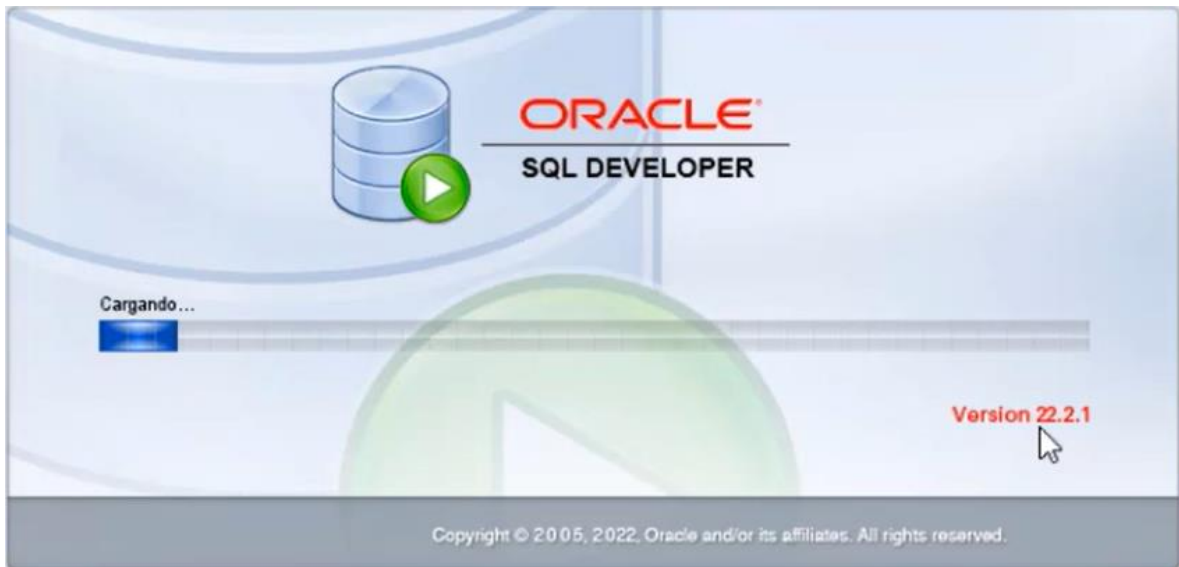 ORACLE®
SQL DEVELOPER
Cargando...
Version 22.2.1
Copyright © 2005, 2022, Oracle and/or its affiliates. All rights reserved.